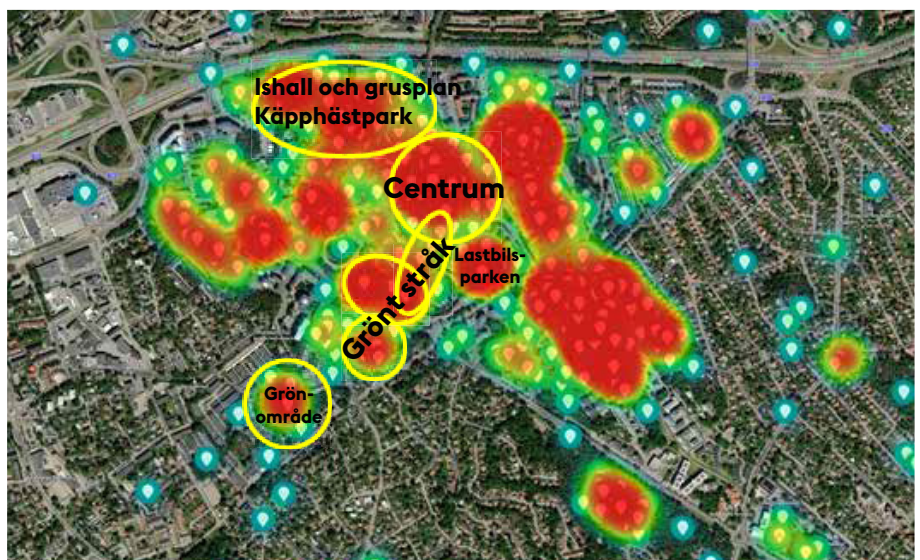 Ishall och grusplan
Käpphästpark
Centrum
Lastbils-
parken
Grönt stråk
Grön-
område